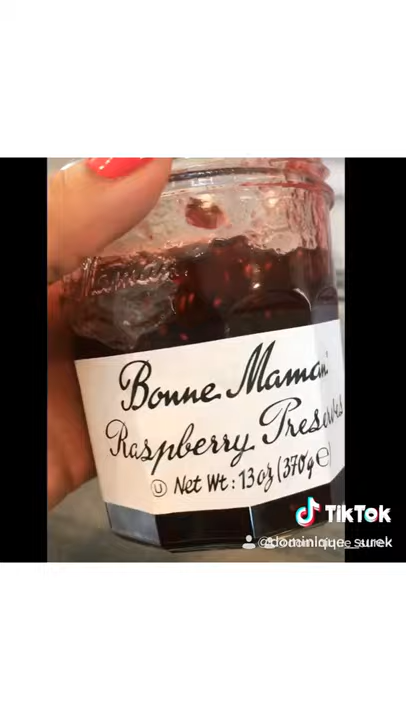 Bonne Maman
Raspberry Preserves
U Net Wt: 13 oz (370g ℮)
TikTok